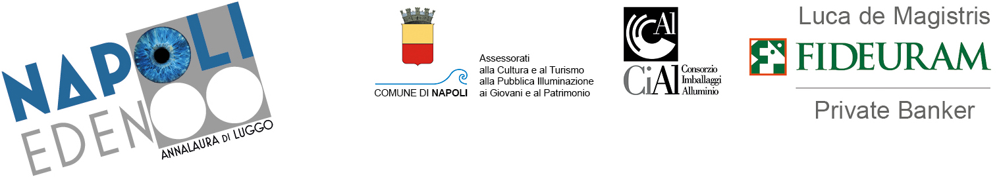 NAPOLI
EDEN
ANNALAURA DI LUGGO
COMUNE DI NAPOLI
Assessorati
alla Cultura e al Turismo
alla Pubblica Illuminazione
ai Giovani e al Patrimonio
Al
CiAl
Consorzio
Imballaggi
Alluminio
Luca de Magistris
FIDEURAM
Private Banker